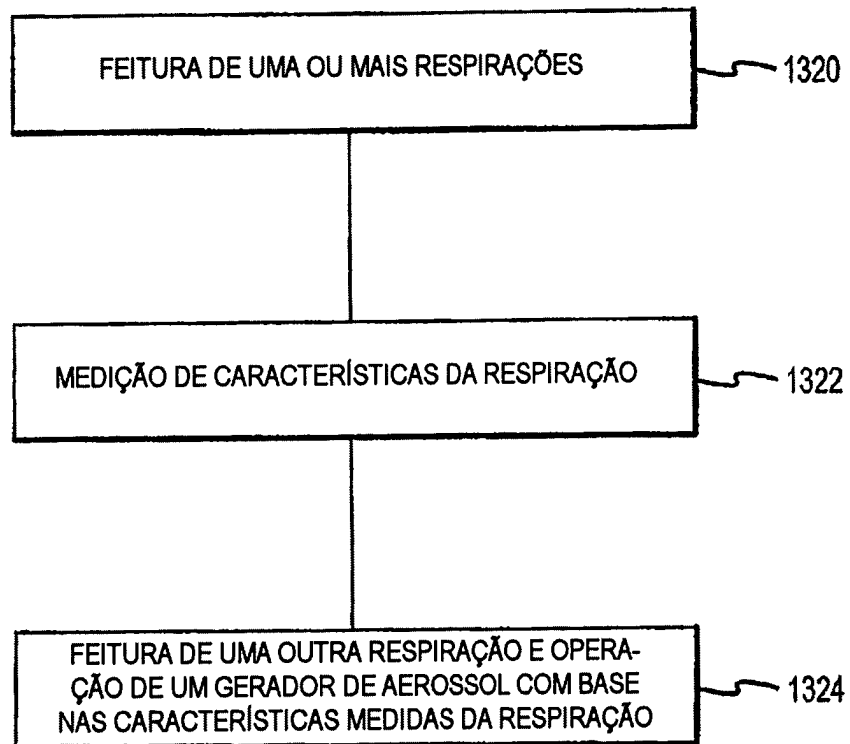 FEITURA DE UMA OU MAIS RESPIRAÇÕES
1320
MEDIÇÃO DE CARACTERÍSTICAS DA RESPIRAÇÃO
1322
FEITURA DE UMA OUTRA RESPIRAÇÃO E OPERA-
ÇÃO DE UM GERADOR DE AEROSSOL COM BASE
NAS CARACTERÍSTICAS MEDIDAS DA RESPIRAÇÃO
1324